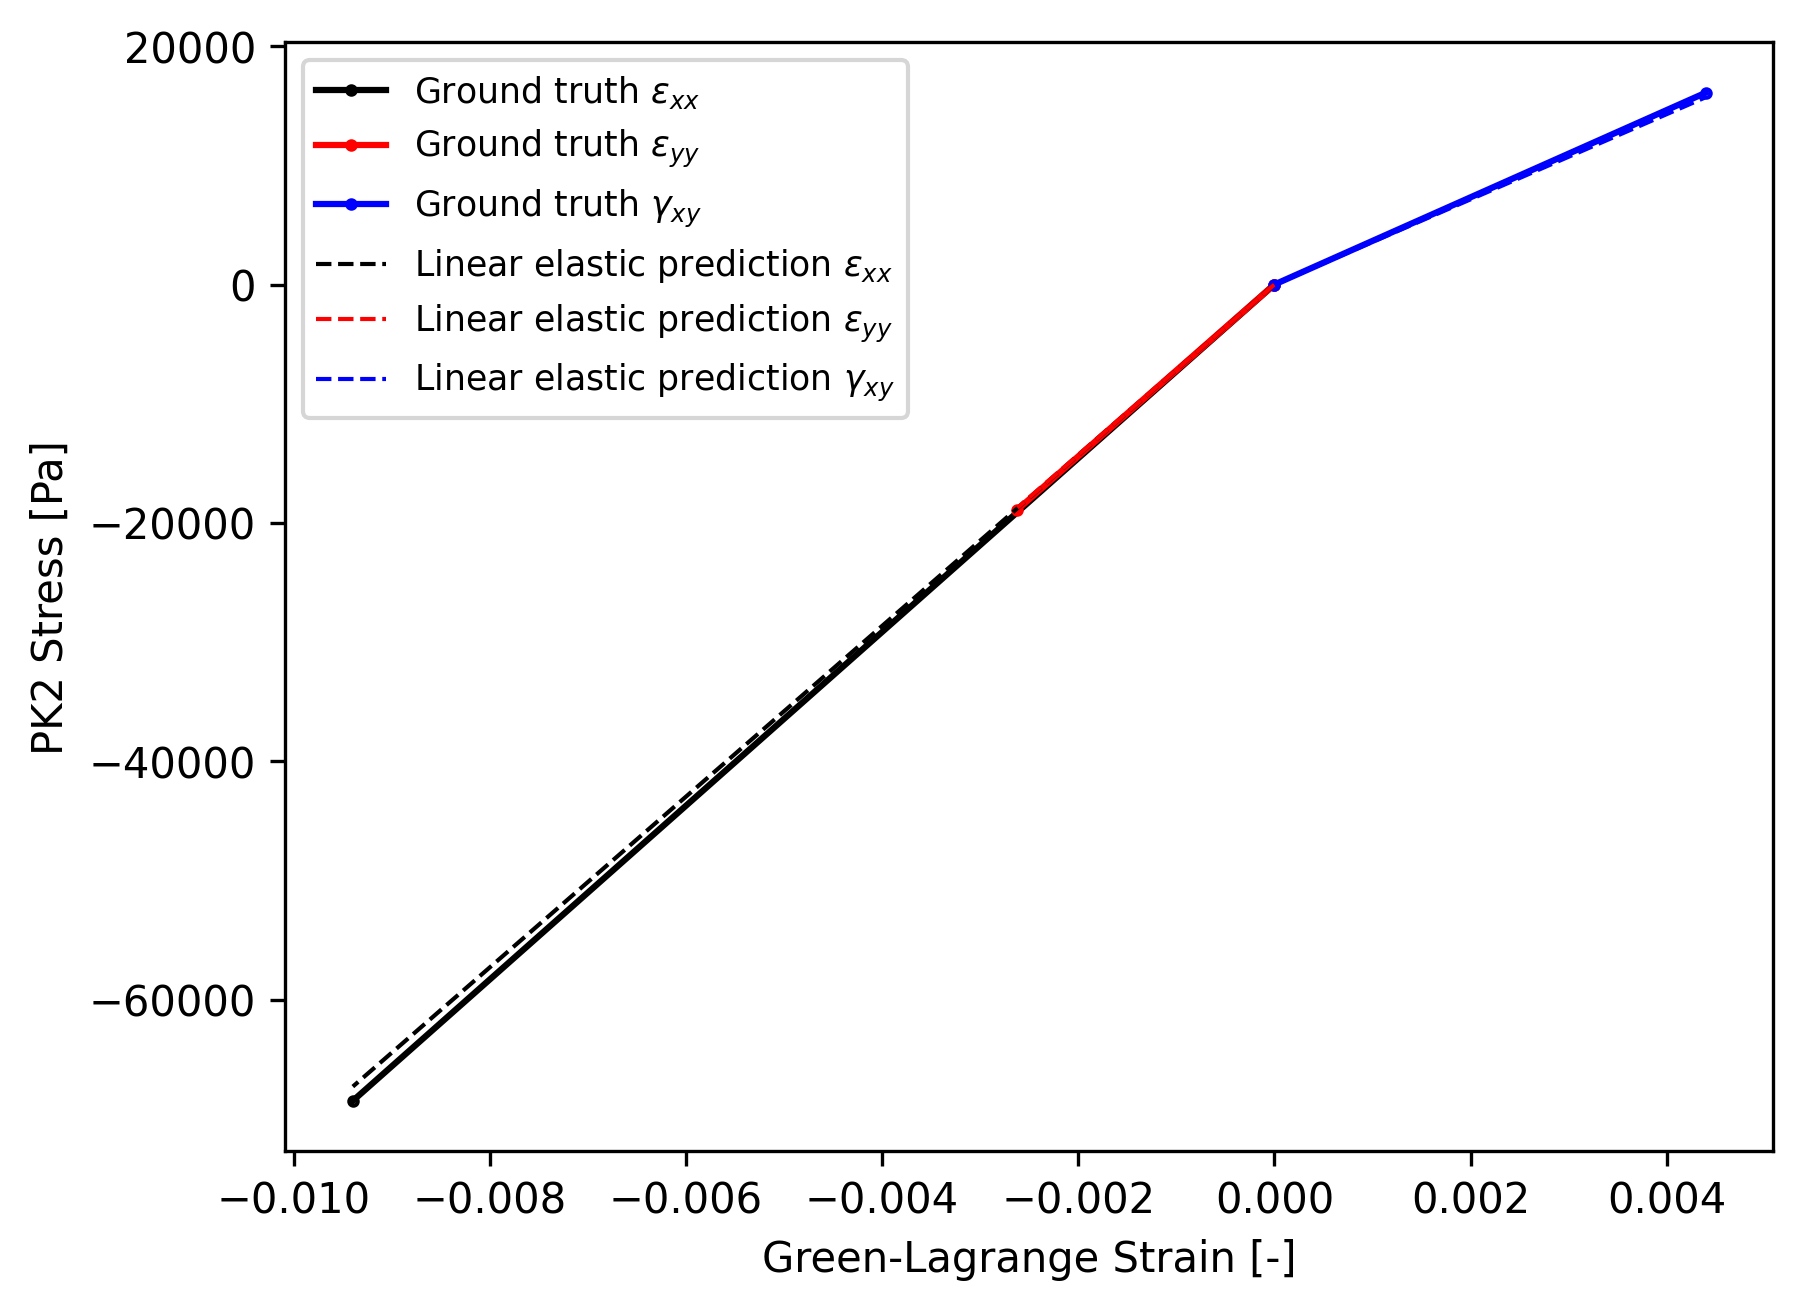 20000
0
−20000
−40000
−60000
PK2 Stress [Pa]
Ground truth εxx
Ground truth εyy
Ground truth γxy
Linear elastic prediction εxx
Linear elastic prediction εyy
Linear elastic prediction γxy
−0.010 −0.008 −0.006 −0.004 −0.002 0.000 0.002 0.004
Green-Lagrange Strain [-]